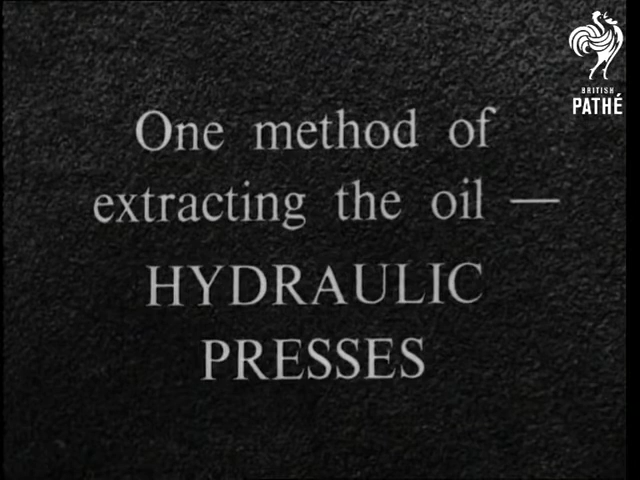 BRITISH
PATHÉ
One method of
extracting the oil —
HYDRAULIC
PRESSES